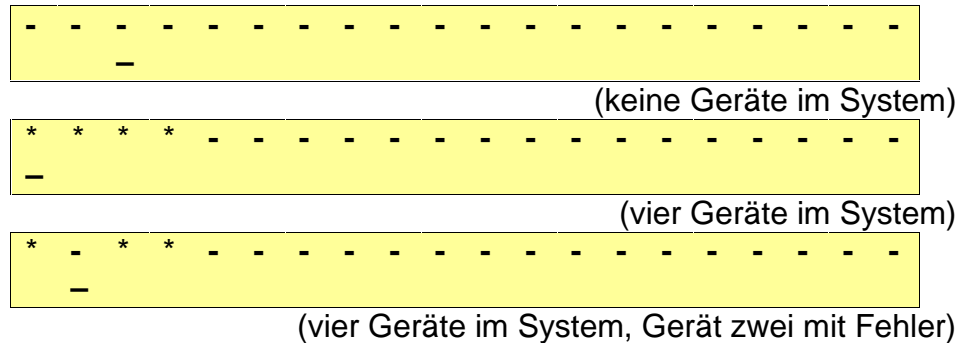 - - - - - - - - - - - - - - - - - - - -
_
(keine Geräte im System)
* * * * - - - - - - - - - - - - - - - -
_
(vier Geräte im System)
* - * * - - - - - - - - - - - - - - - -
_
(vier Geräte im System, Gerät zwei mit Fehler)